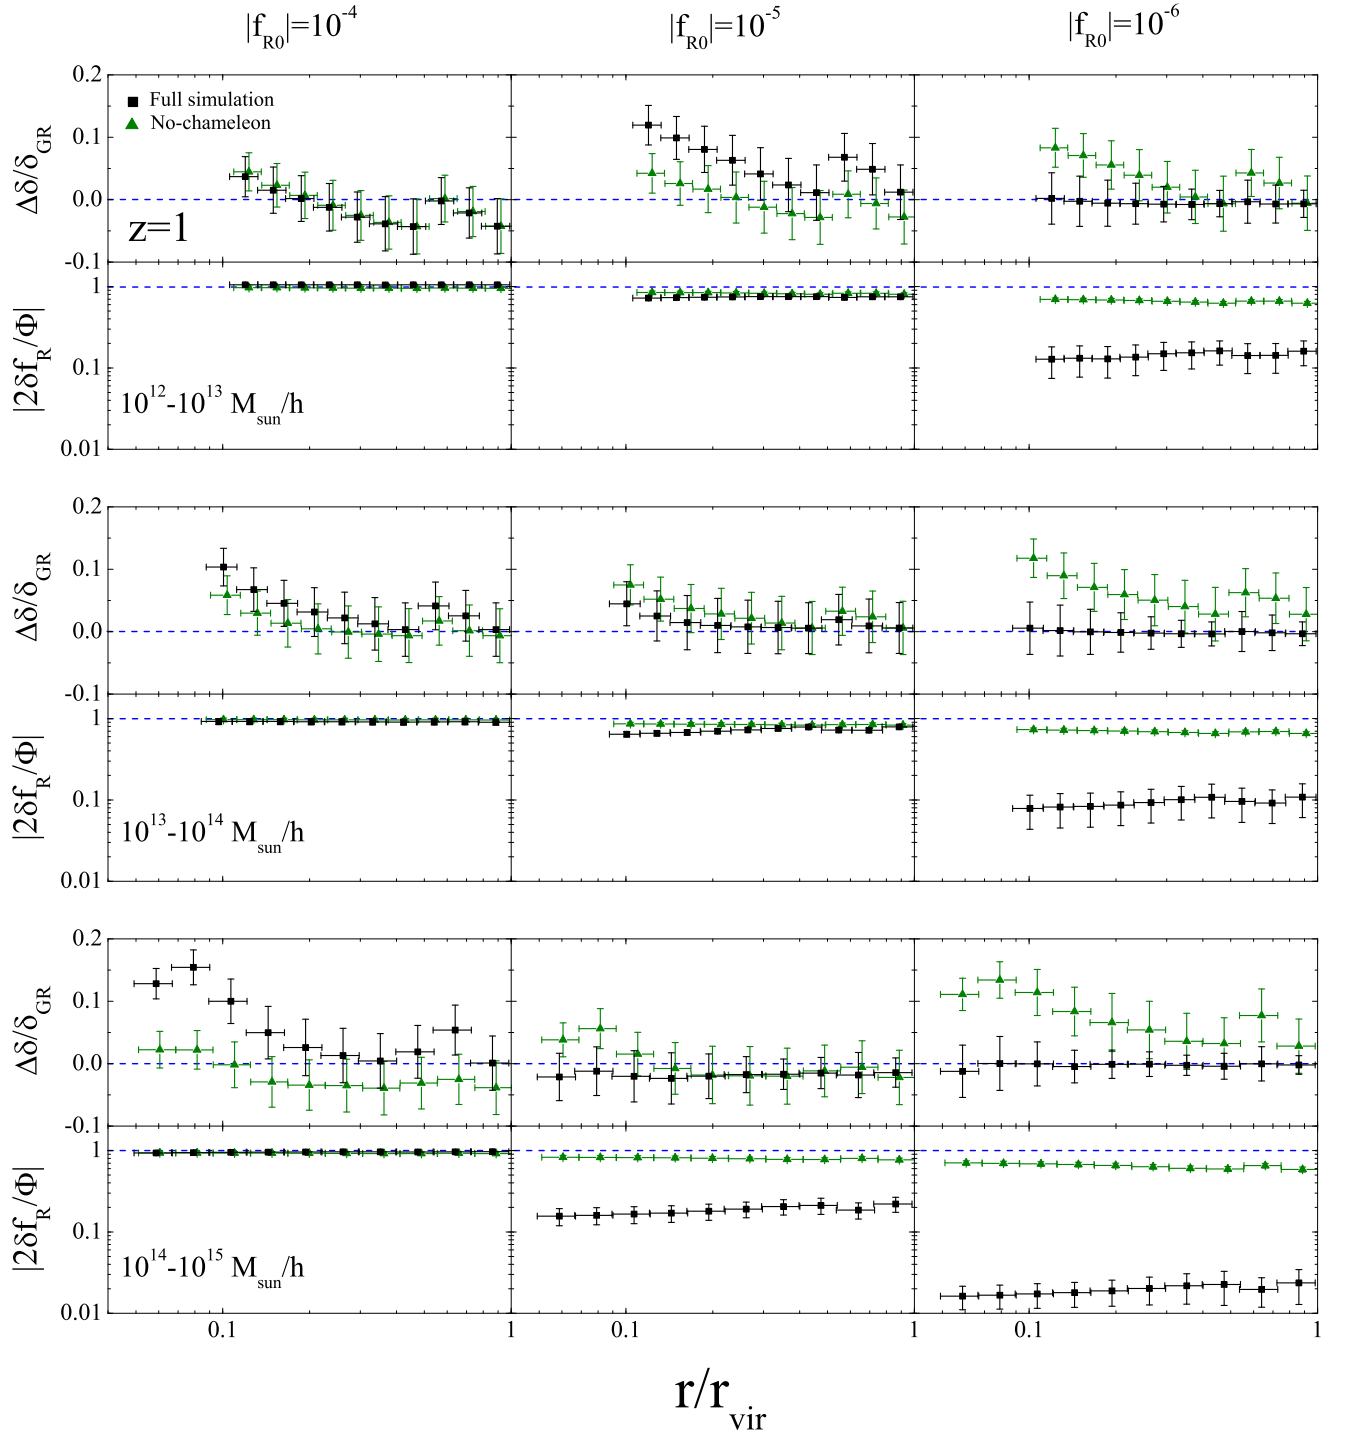 |f_R0|=10^-4 |f_R0|=10^-5 |f_R0|=10^-6
0.2
0.1
0.0
-0.1
Δδ/δ_GR
Full simulation
No-chameleon
z=1
1
0.1
0.01
|2δf_R/Φ|
10^12-10^13 M_sun/h
0.2
0.1
0.0
-0.1
Δδ/δ_GR
1
0.1
0.01
|2δf_R/Φ|
10^13-10^14 M_sun/h
0.2
0.1
0.0
-0.1
Δδ/δ_GR
1
0.1
0.01
|2δf_R/Φ|
10^14-10^15 M_sun/h
0.1 1 0.1 1 0.1 1
r/r_vir